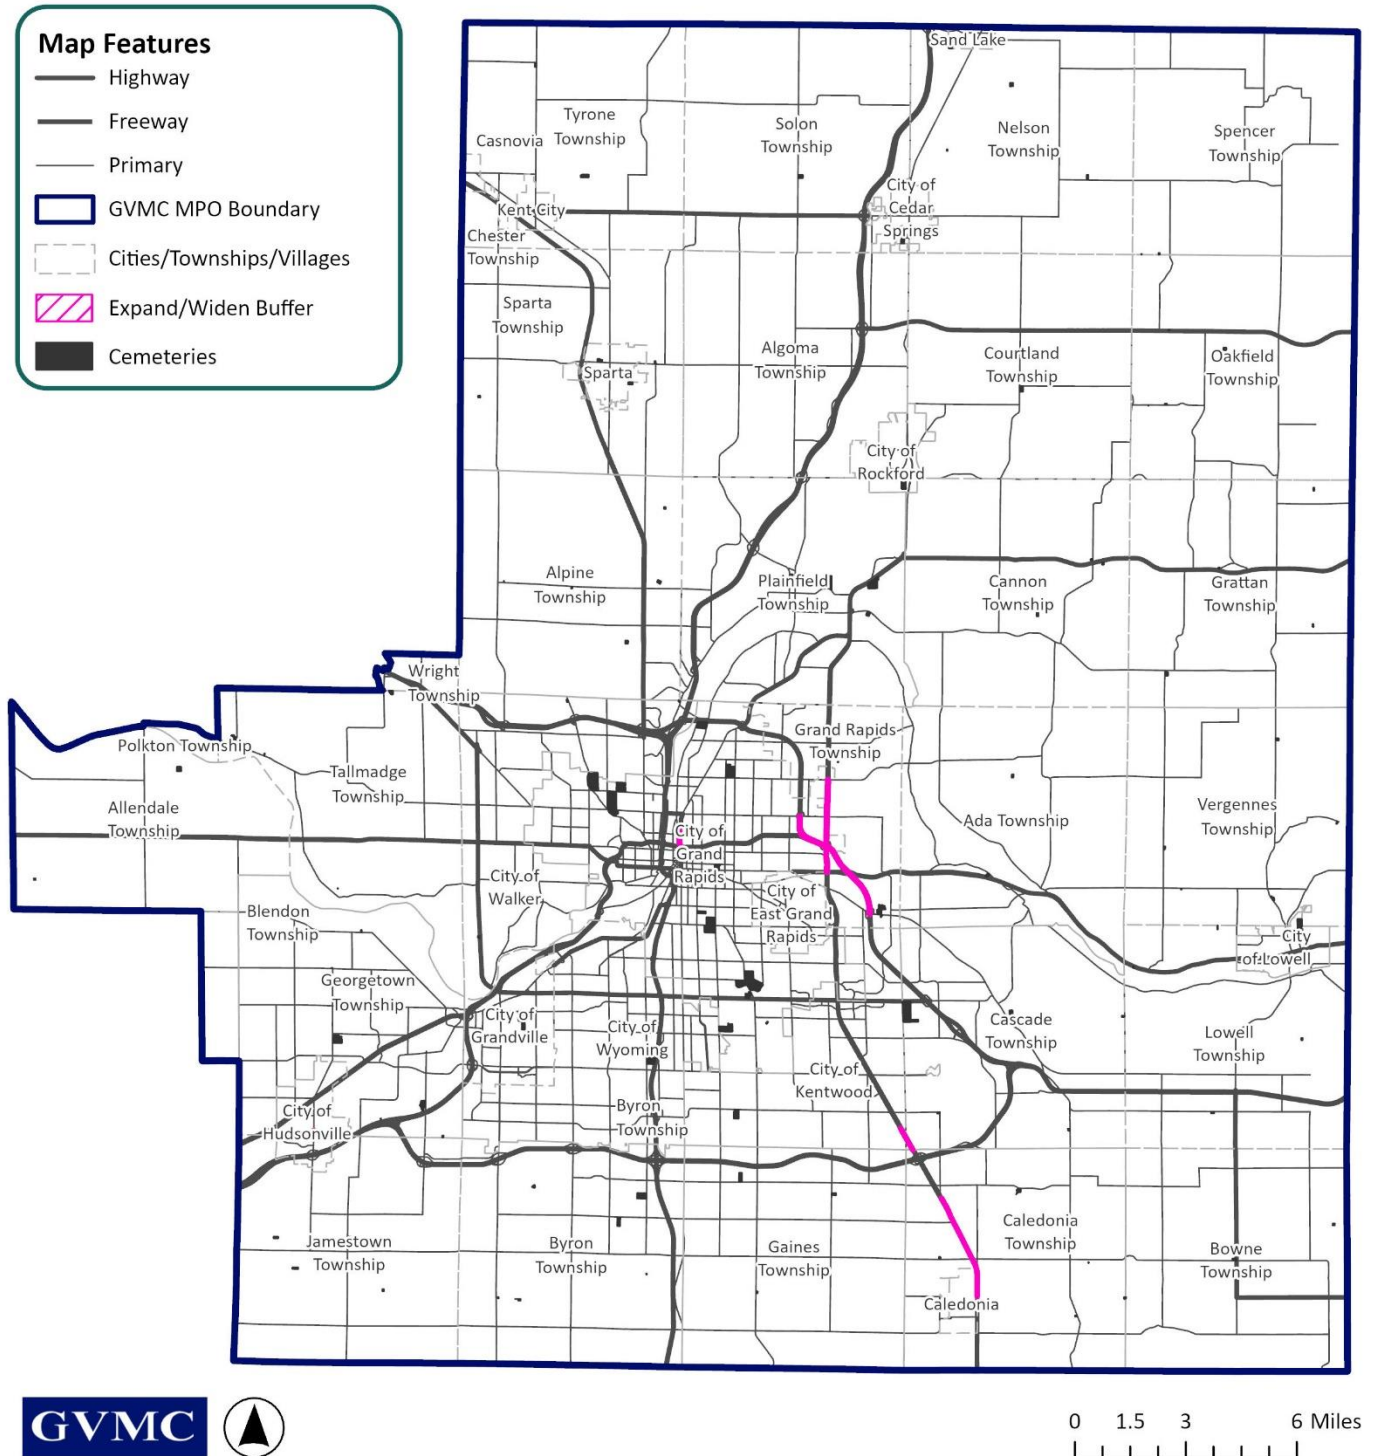 Map Features
Highway
Freeway
Primary
GVMC MPO Boundary
Cities/Townships/Villages
Expand/Widen Buffer
Cemeteries
Sand Lake
Tyrone
Township
Casnovia
Solon
Township
Nelson
Township
Spencer
Township
Kent City
City of
Cedar
Springs
Chester
Township
Sparta
Township
Sparta
Algoma
Township
Courtland
Township
Oakfield
Township
City of
Rockford
Alpine
Township
Plainfield
Township
Cannon
Township
Grattan
Township
Wright
Township
Polkton Township
Tallmadge
Township
Grand Rapids
Township
Allendale
Township
City of
Grand
Rapids
Ada Township
Vergennes
Township
City of
Walker
City of
East Grand
Rapids
Blendon
Township
City
of Lowell
Georgetown
Township
City of
Grandville
City of
Wyoming
Cascade
Township
Lowell
Township
City of
Kentwood
City of
Hudsonville
Byron
Township
Jamestown
Township
Byron
Township
Gaines
Township
Caledonia
Township
Bowne
Township
Caledonia
GVMC
0 1.5 3 6 Miles